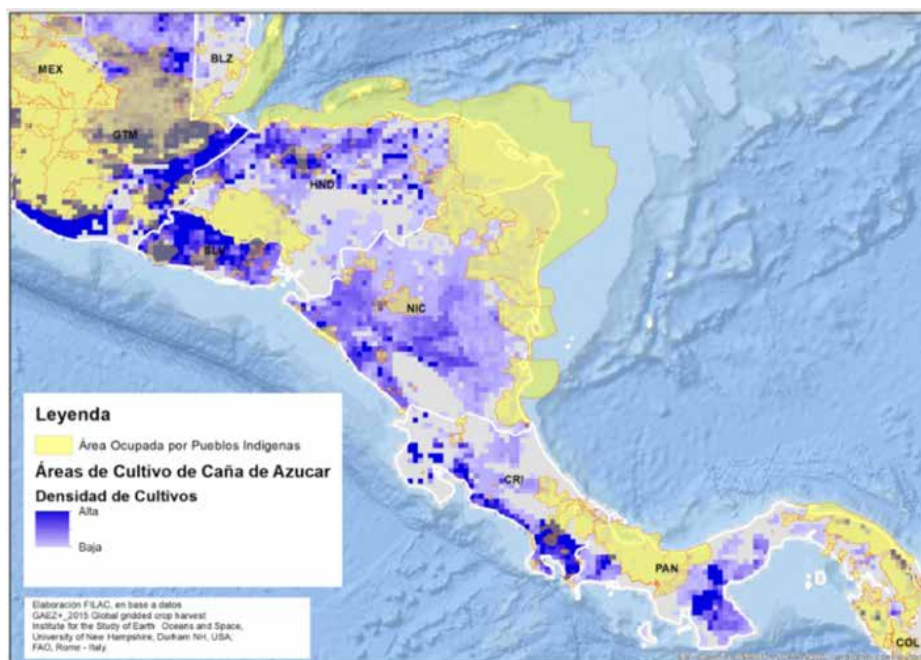 BLZ
MEX
GTM
HND
SLV
NIC
Leyenda
Área Ocupada por Pueblos Indígenas
Áreas de Cultivo de Caña de Azucar
Densidad de Cultivos
Alta
Baja
CRI
PAN
COL
Elaboración FILAC, en base a datos
GAEZ+_2015 Global gridded crop harvest
Institute for the Study of Earth Oceans and Space,
University of New Hampshire, Durham NH, USA;
FAO, Rome - Italy.